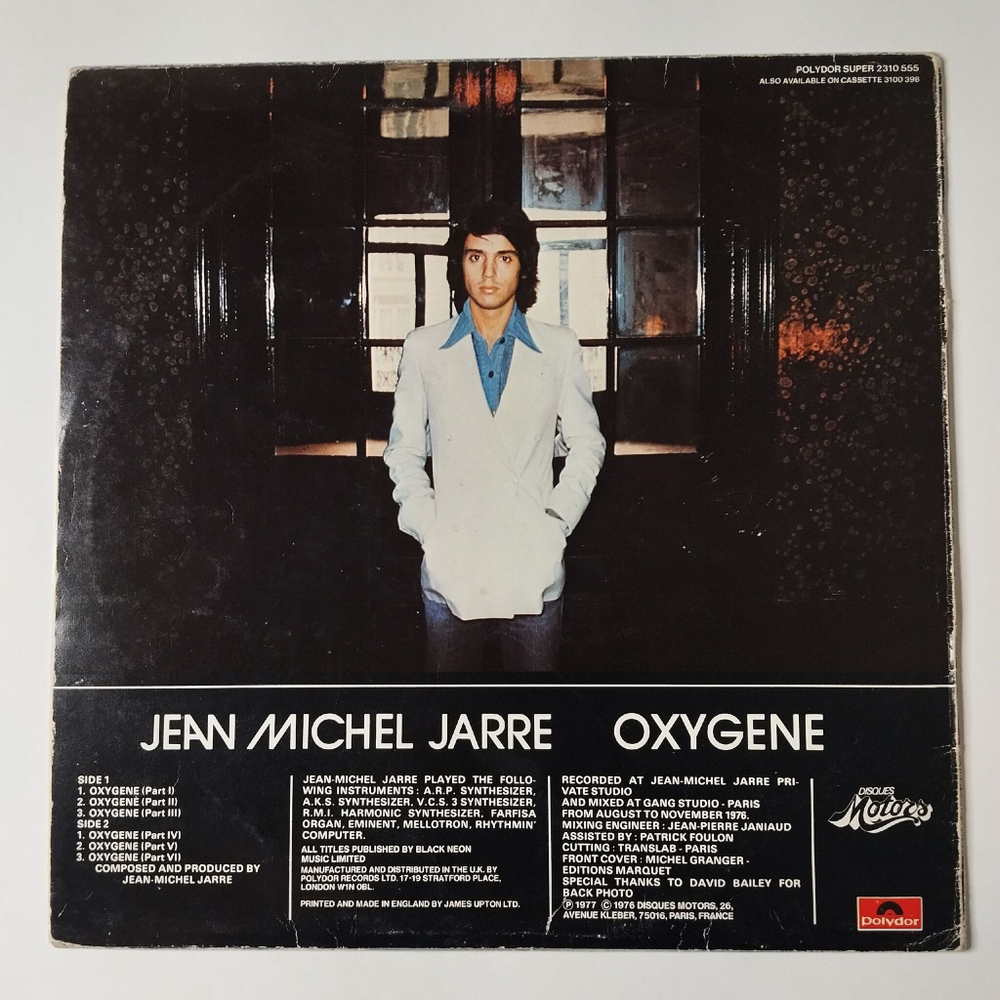 POLYDOR SUPER 2310 555
ALSO AVAILABLE ON CASSETTE 3100 398
JEAN MICHEL JARRE OXYGENE
SIDE 1
1. OXYGENE (Part I)
2. OXYGENE (Part II)
3. OXYGENE (Part III)
SIDE 2
1. OXYGENE (Part IV)
2. OXYGENE (Part V)
3. OXYGENE (Part VI)
COMPOSED AND PRODUCED BY
JEAN-MICHEL JARRE
JEAN-MICHEL JARRE PLAYED THE FOLLO-
WING INSTRUMENTS : A.R.P. SYNTHESIZER,
A.K.S. SYNTHESIZER, V.C.S. 3 SYNTHESIZER,
R.M.I. HARMONIC SYNTHESIZER, FARFISA
ORGAN, EMINENT, MELLOTRON, RHYTHMIN'
COMPUTER.
ALL TITLES PUBLISHED BY BLACK NEON
MUSIC LIMITED
MANUFACTURED AND DISTRIBUTED IN THE U.K. BY
POLYDOR RECORDS LTD. 17-19 STRATFORD PLACE,
LONDON W1N 0BL.
PRINTED AND MADE IN ENGLAND BY JAMES UPTON LTD.
RECORDED AT JEAN-MICHEL JARRE PRI-
VATE STUDIO
AND MIXED AT GANG STUDIO - PARIS
FROM AUGUST TO NOVEMBER 1976.
MIXING ENGINEER : JEAN-PIERRE JANIAUD
ASSISTED BY : PATRICK FOULON
CUTTING : TRANSLAB - PARIS
FRONT COVER : MICHEL GRANGER -
EDITIONS MARQUET
SPECIAL THANKS TO DAVID BAILEY FOR
BACK PHOTO
Ⓟ 1977 © 1976 DISQUES MOTORS, 26,
AVENUE KLEBER, 75016, PARIS, FRANCE
DISQUES
Motors
polydor